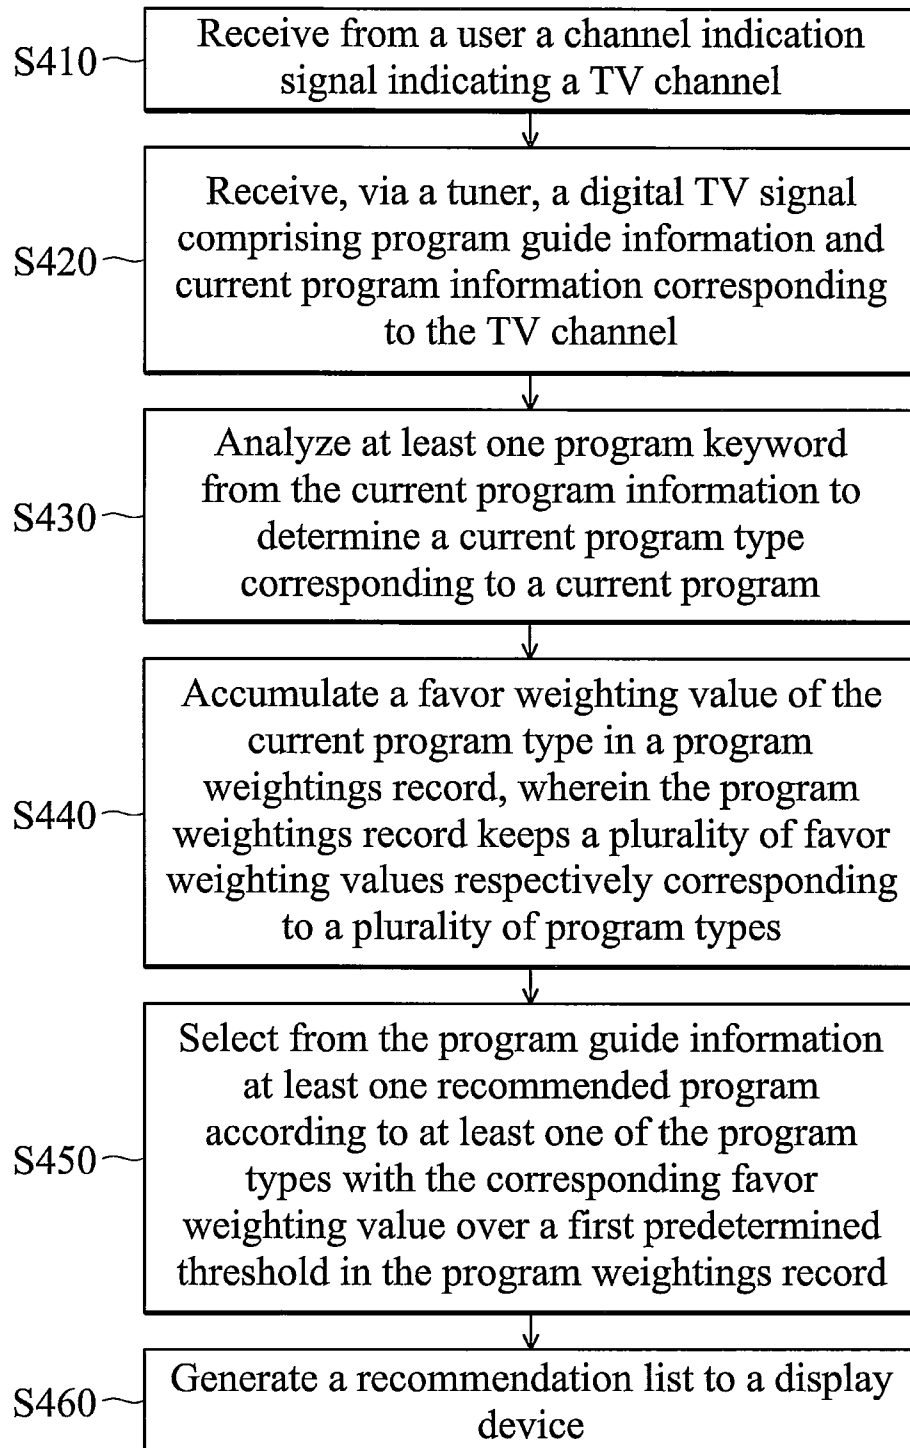 Receive from a user a channel indication
S410
signal indicating a TV channel
Receive, via a tuner, a digital TV signal
comprising program guide information and
S420
current program information corresponding
to the TV channel
Analyze at least one program keyword
from the current program information to
S430
determine a current program type
corresponding to a current program
Accumulate a favor weighting value of the
current program type in a program
weightings record, wherein the program
S440
weightings record keeps a plurality of favor
weighting values respectively corresponding
to a plurality of program types
Select from the program guide information
at least one recommended program
according to at least one of the program
S450
types with the corresponding favor
weighting value over a first predetermined
threshold in the program weightings record
Generate a recommendation list to a display
S460
device